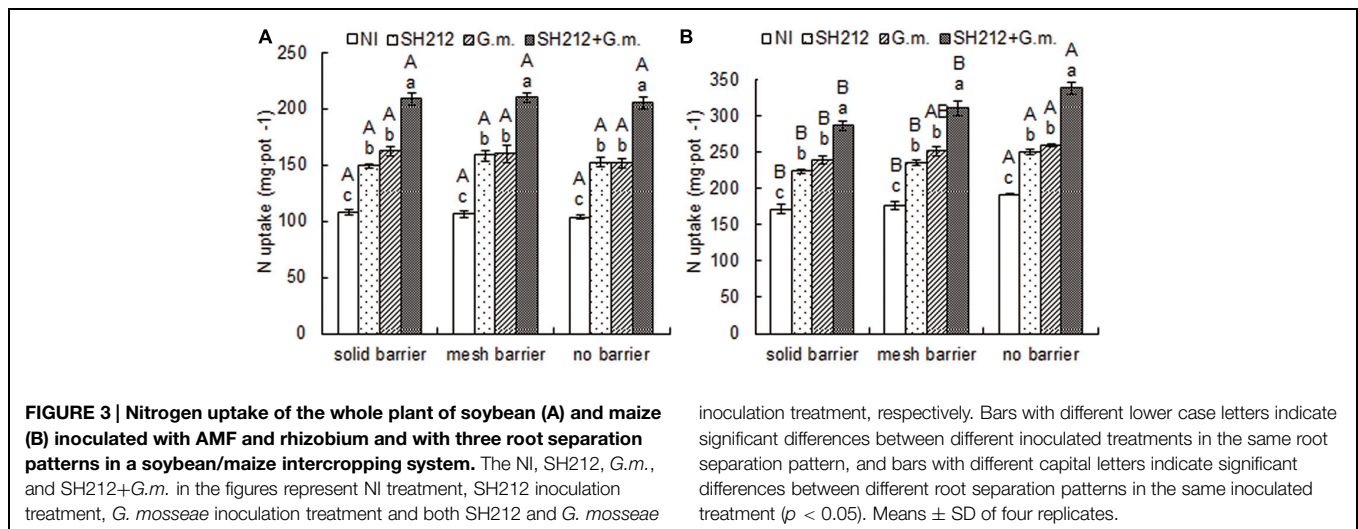 A
□NI □SH212 ▨G.m. ■SH212+G.m.
N uptake (mg·pot -1)
250
200
150
100
50
0
A c
A b
A b
A a
A c
A b
A b
A a
A c
A b
A b
A a
solid barrier mesh barrier no barrier
B
□NI □SH212 ▨G.m. ■SH212+G.m.
N uptake (mg·pot -1)
350
300
250
200
150
100
50
0
B c
B b
B b
B a
B c
B b
AB b
B a
A c
A b
A b
A a
solid barrier mesh barrier no barrier
FIGURE 3 | Nitrogen uptake of the whole plant of soybean (A) and maize
(B) inoculated with AMF and rhizobium and with three root separation
patterns in a soybean/maize intercropping system. The NI, SH212, G.m.,
and SH212+G.m. in the figures represent NI treatment, SH212 inoculation
treatment, G. mosseae inoculation treatment and both SH212 and G. mosseae
inoculation treatment, respectively. Bars with different lower case letters indicate
significant differences between different inoculated treatments in the same root
separation pattern, and bars with different capital letters indicate significant
differences between different root separation patterns in the same inoculated
treatment (p < 0.05). Means ± SD of four replicates.